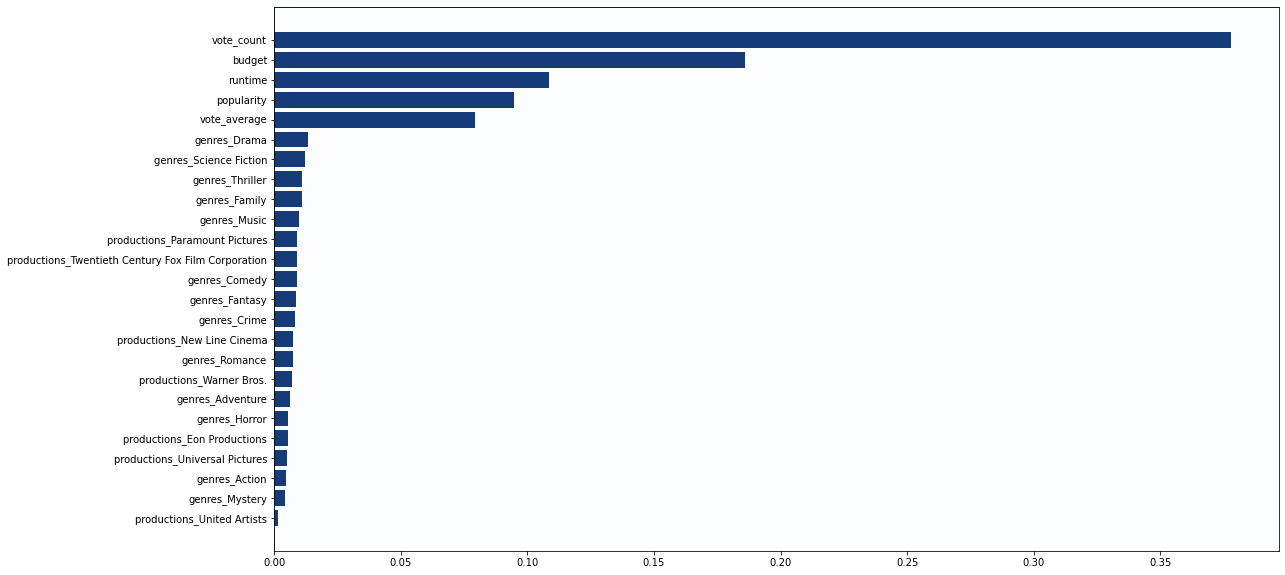 vote_count
budget
runtime
popularity
vote_average
genres_Drama
genres_Science Fiction
genres_Thriller
genres_Family
genres_Music
productions_Paramount Pictures
productions_Twentieth Century Fox Film Corporation
genres_Comedy
genres_Fantasy
genres_Crime
productions_New Line Cinema
genres_Romance
productions_Warner Bros.
genres_Adventure
genres_Horror
productions_Eon Productions
productions_Universal Pictures
genres_Action
genres_Mystery
productions_United Artists
0.00 0.05 0.10 0.15 0.20 0.25 0.30 0.35